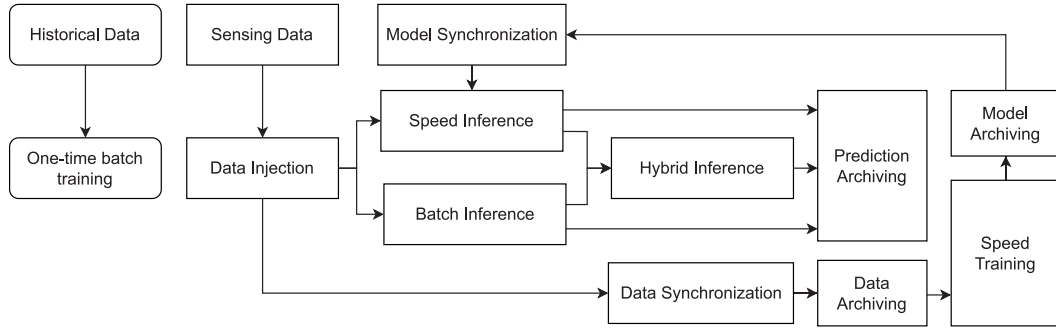 Historical Data
Sensing Data
Model Synchronization
Speed Inference
Model
Archiving
One-time batch
training
Data Injection
Hybrid Inference
Prediction
Archiving
Batch Inference
Speed
Training
Data Synchronization
Data
Archiving